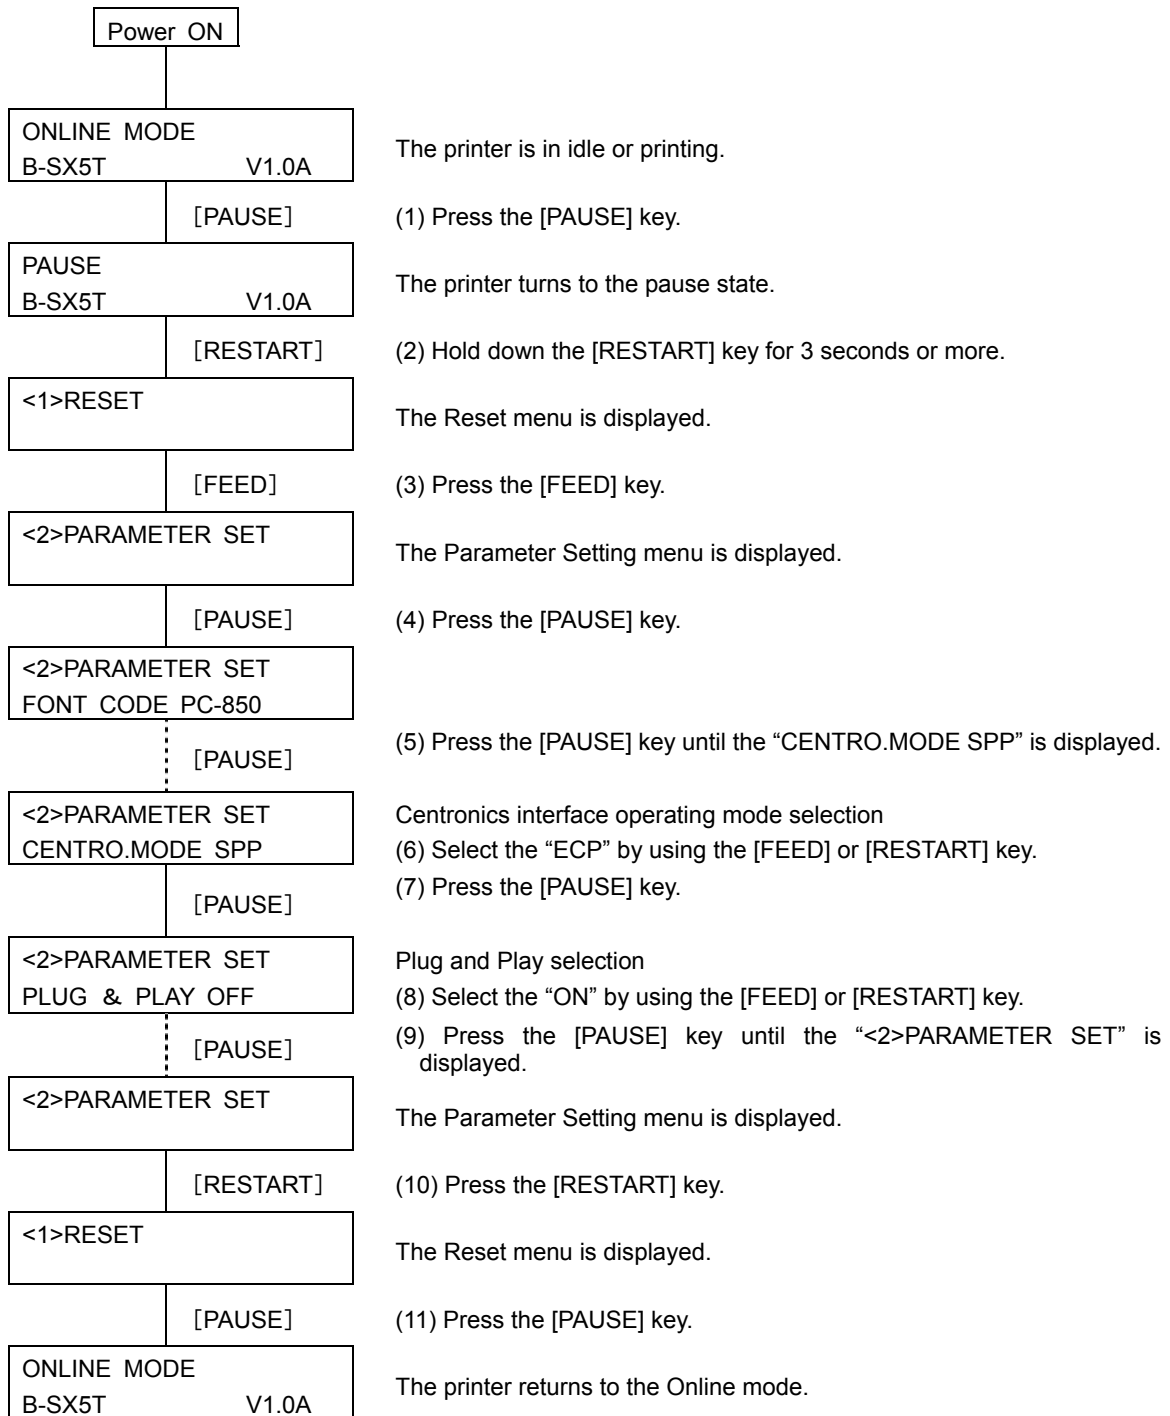 Power ON
ONLINE MODE
B-SX5T V1.0A
The printer is in idle or printing.
[PAUSE]
(1) Press the [PAUSE] key.
PAUSE
B-SX5T V1.0A
The printer turns to the pause state.
[RESTART]
(2) Hold down the [RESTART] key for 3 seconds or more.
<1>RESET
The Reset menu is displayed.
[FEED]
(3) Press the [FEED] key.
<2>PARAMETER SET
The Parameter Setting menu is displayed.
[PAUSE]
(4) Press the [PAUSE] key.
<2>PARAMETER SET
FONT CODE PC-850
[PAUSE]
(5) Press the [PAUSE] key until the “CENTRO.MODE SPP” is displayed.
<2>PARAMETER SET
CENTRO.MODE SPP
Centronics interface operating mode selection
(6) Select the “ECP” by using the [FEED] or [RESTART] key.
(7) Press the [PAUSE] key.
[PAUSE]
<2>PARAMETER SET
PLUG & PLAY OFF
Plug and Play selection
(8) Select the “ON” by using the [FEED] or [RESTART] key.
(9) Press the [PAUSE] key until the “<2>PARAMETER SET” is
displayed.
[PAUSE]
<2>PARAMETER SET
The Parameter Setting menu is displayed.
[RESTART]
(10) Press the [RESTART] key.
<1>RESET
The Reset menu is displayed.
[PAUSE]
(11) Press the [PAUSE] key.
ONLINE MODE
B-SX5T V1.0A
The printer returns to the Online mode.